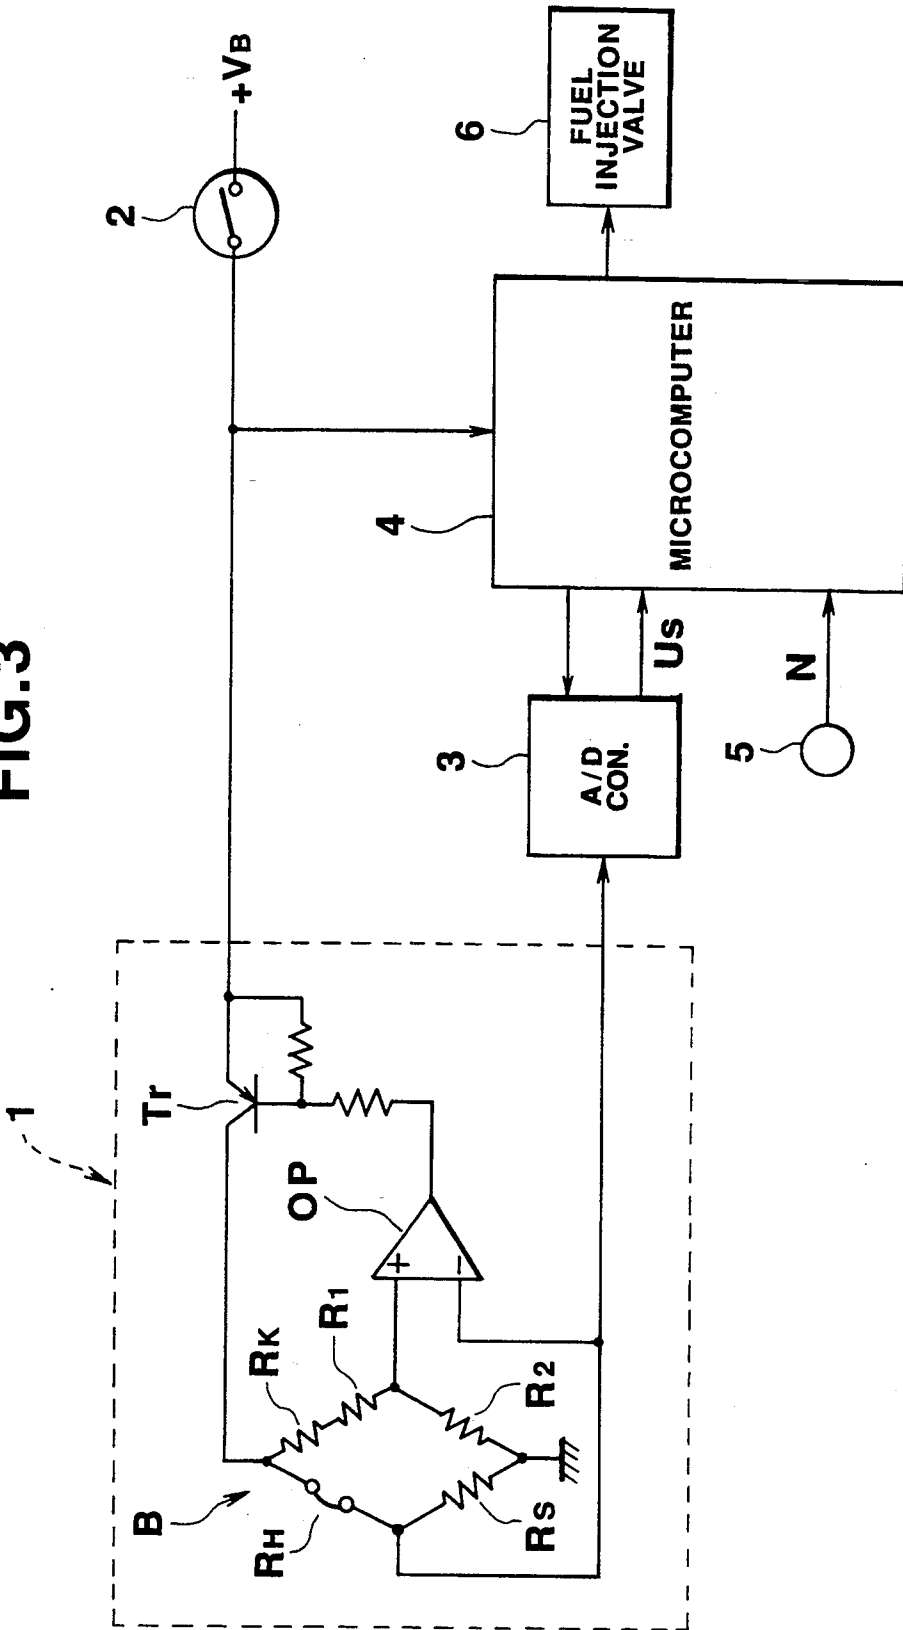 FIG.3
1
Tr
OP
B
RH
RK
R1
RS
R2
2
+VB
3
A/D
CON.
US
4
MICROCOMPUTER
5
N
6
FUEL
INJECTION
VALVE
+
−